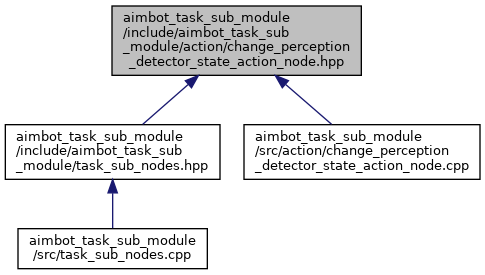 aimbot_task_sub_module
/include/aimbot_task_sub
_module/action/change_perception
_detector_state_action_node.hpp
aimbot_task_sub_module
/include/aimbot_task_sub
_module/task_sub_nodes.hpp
aimbot_task_sub_module
/src/action/change_perception
_detector_state_action_node.cpp
aimbot_task_sub_module
/src/task_sub_nodes.cpp